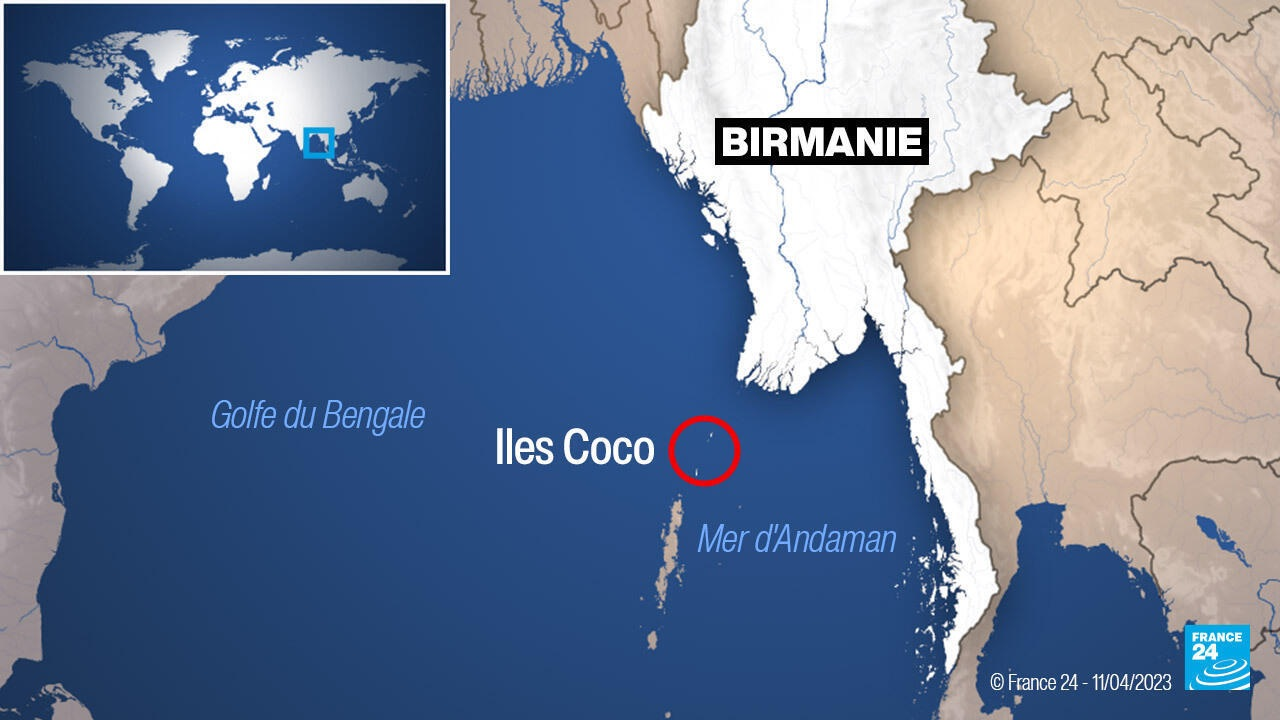 BIRMANIE
Golfe du Bengale
Iles Coco
Mer d'Andaman
FRANCE
24
© France 24 - 11/04/2023